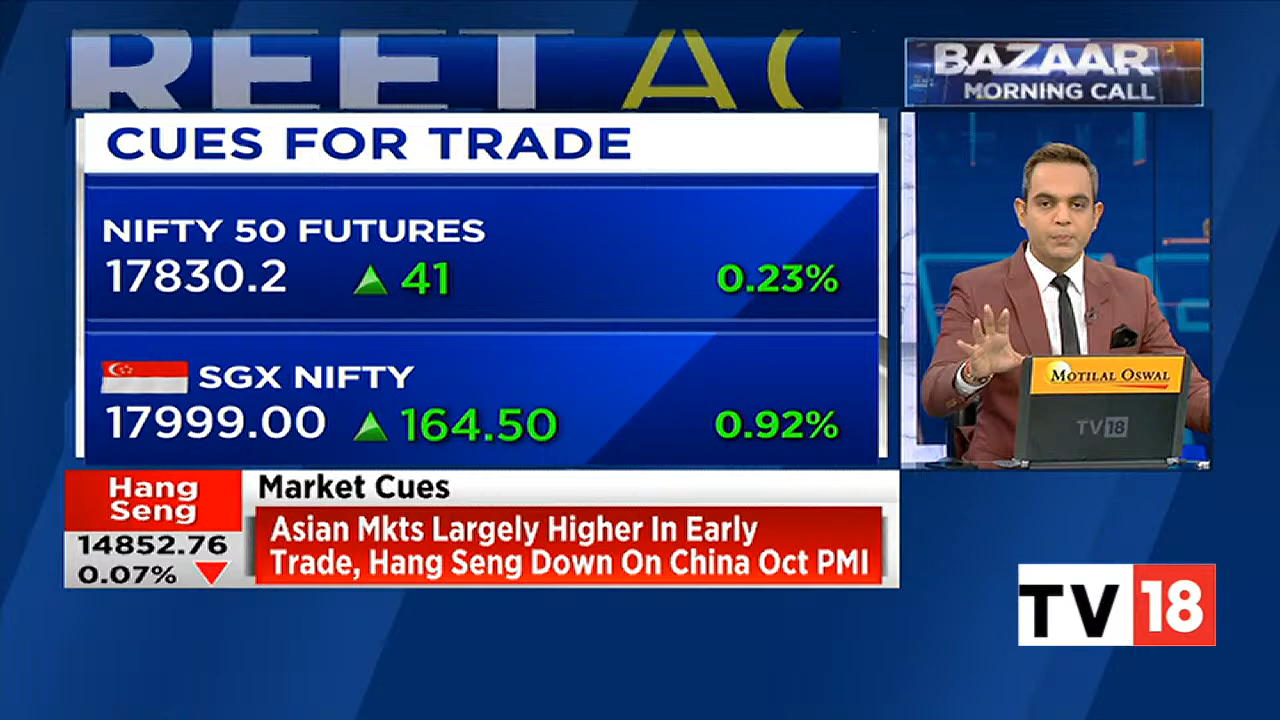 REET AC
BAZAAR
MORNING CALL
CUES FOR TRADE
NIFTY 50 FUTURES
17830.2 ▲ 41 0.23%
SGX NIFTY
17999.00 ▲ 164.50 0.92%
MOTILAL OSWAL
TV18
Hang
Seng
14852.76
0.07% ▼
Market Cues
Asian Mkts Largely Higher In Early
Trade, Hang Seng Down On China Oct PMI
TV18